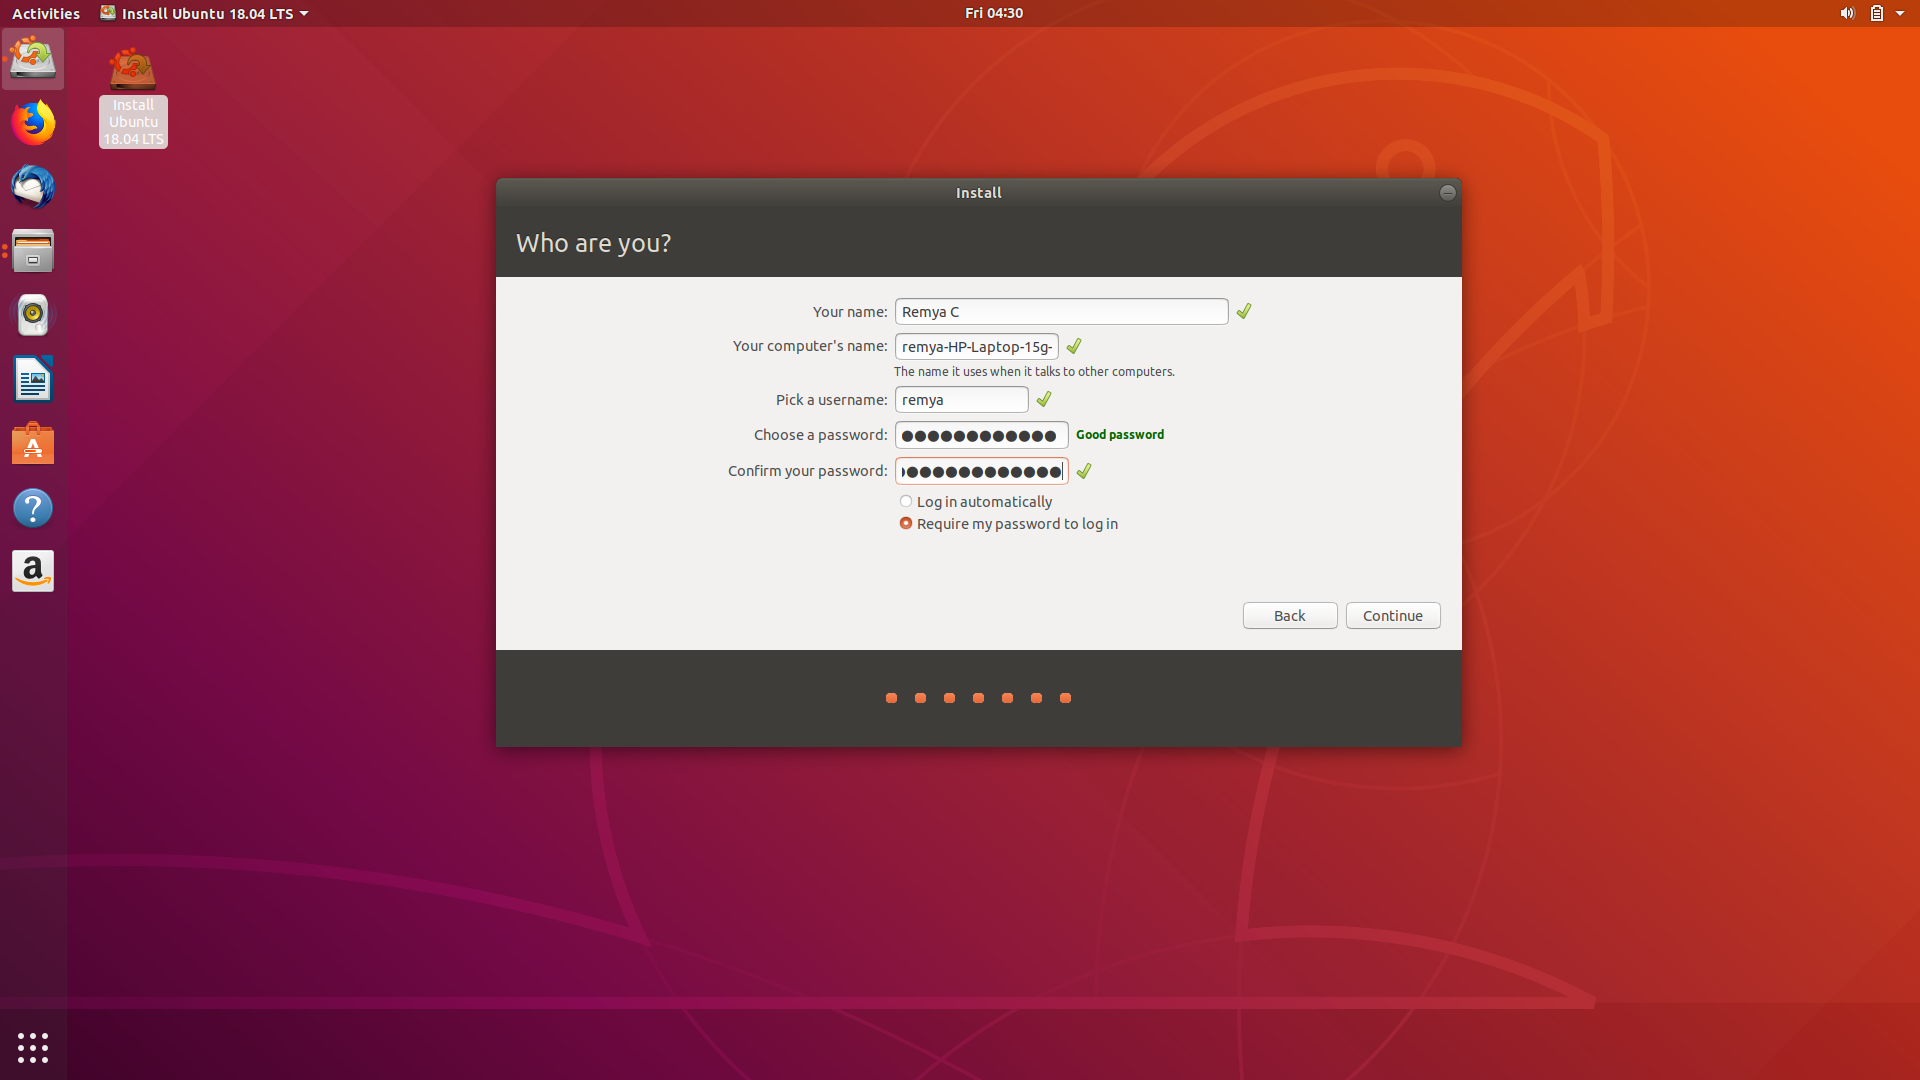 Activities
Install Ubuntu 18.04 LTS
Fri 04:30
Install
Ubuntu
18.04 LTS
Install
Who are you?
Your name: Remya C
Your computer's name: remya-HP-Laptop-15g-
The name it uses when it talks to other computers.
Pick a username: remya
Choose a password: ●●●●●●●●●●●● Good password
Confirm your password: ●●●●●●●●●●●●
Log in automatically
Require my password to log in
Back
Continue
A
?
a